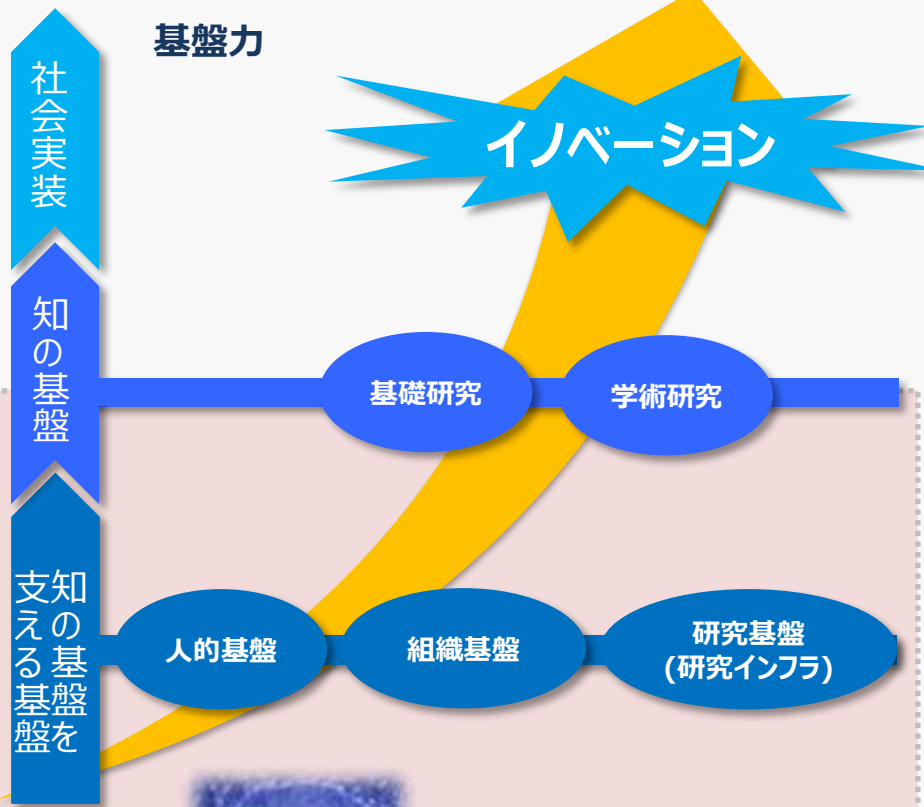 基盤力
社会実装
イノベーション
知の基盤
基礎研究
学術研究
知の基盤を
支える基盤
人的基盤
組織基盤
研究基盤
(研究インフラ)